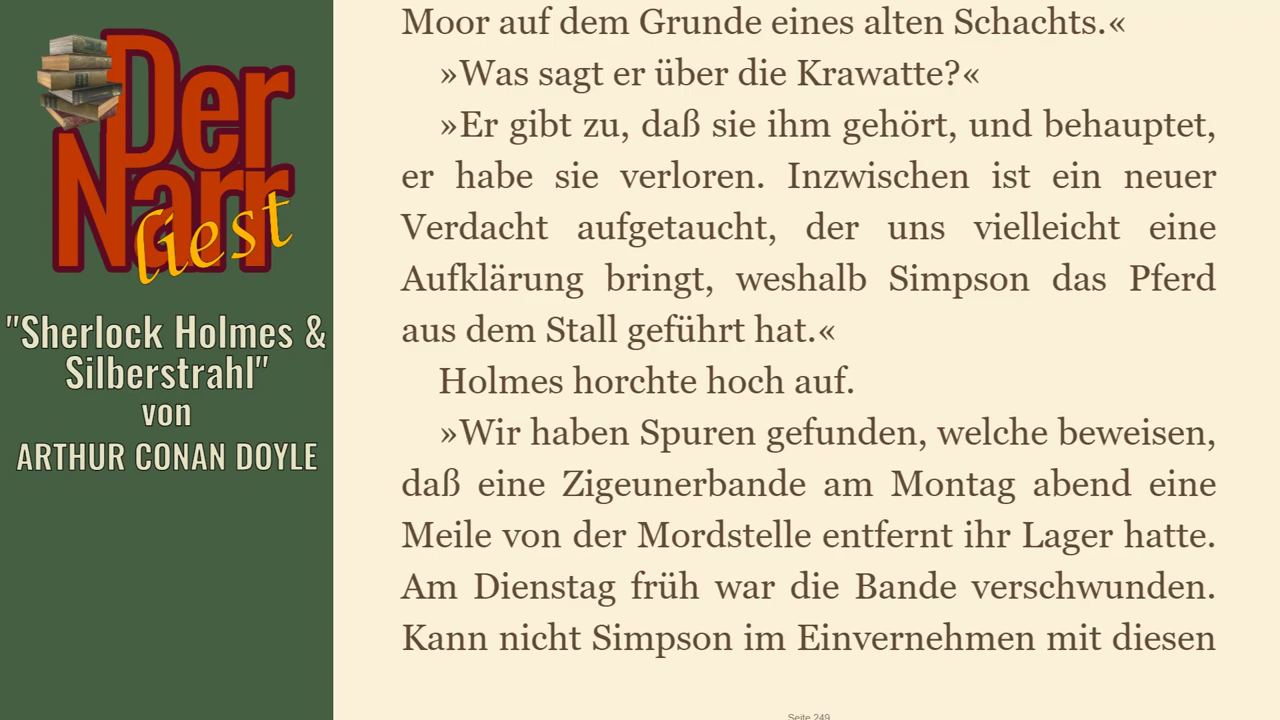 Der
Narr
liest
"Sherlock Holmes &
Silberstrahl"
von
ARTHUR CONAN DOYLE
Moor auf dem Grunde eines alten Schachts.«
»Was sagt er über die Krawatte?«
»Er gibt zu, daß sie ihm gehört, und behauptet,
er habe sie verloren. Inzwischen ist ein neuer
Verdacht aufgetaucht, der uns vielleicht eine
Aufklärung bringt, weshalb Simpson das Pferd
aus dem Stall geführt hat.«
Holmes horchte hoch auf.
»Wir haben Spuren gefunden, welche beweisen,
daß eine Zigeunerbande am Montag abend eine
Meile von der Mordstelle entfernt ihr Lager hatte.
Am Dienstag früh war die Bande verschwunden.
Kann nicht Simpson im Einvernehmen mit diesen
Seite 249